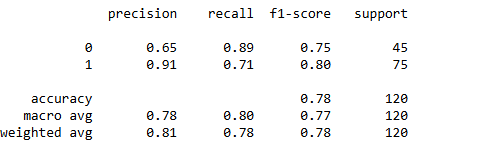 precision recall f1-score support
0 0.65 0.89 0.75 45
1 0.91 0.71 0.80 75
accuracy 0.78 120
macro avg 0.78 0.80 0.77 120
weighted avg 0.81 0.78 0.78 120